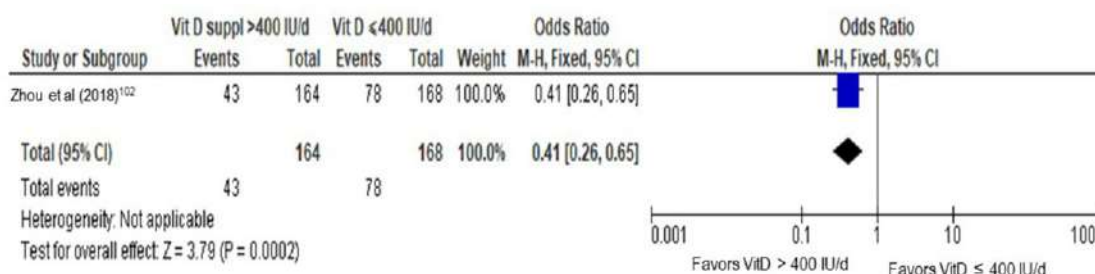 Vit D suppl >400 IU/d Vit D ≤400 IU/d Odds Ratio Odds Ratio
Study or Subgroup Events Total Events Total Weight M-H, Fixed, 95% CI M-H, Fixed, 95% CI
Zhou et al (2018)¹⁰² 43 164 78 168 100.0% 0.41 [0.26, 0.65]
Total (95% CI) 164 168 100.0% 0.41 [0.26, 0.65]
Total events 43 78
Heterogeneity: Not applicable
Test for overall effect: Z = 3.79 (P = 0.0002)
0.001 0.1 1 10 100
Favors VitD > 400 IU/d Favors VitD ≤ 400 IU/d